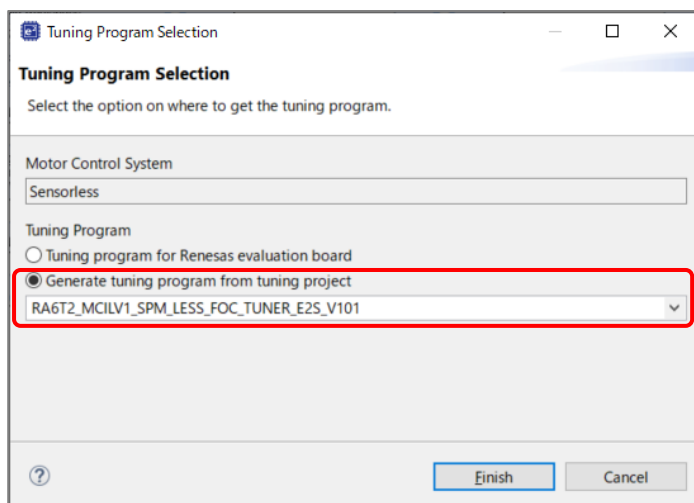 Tuning Program Selection
Tuning Program Selection
Select the option on where to get the tuning program.
Motor Control System
Sensorless
Tuning Program
Tuning program for Renesas evaluation board
Generate tuning program from tuning project
RA6T2_MCILV1_SPM_LESS_FOC_TUNER_E2S_V101
?
Finish
Cancel